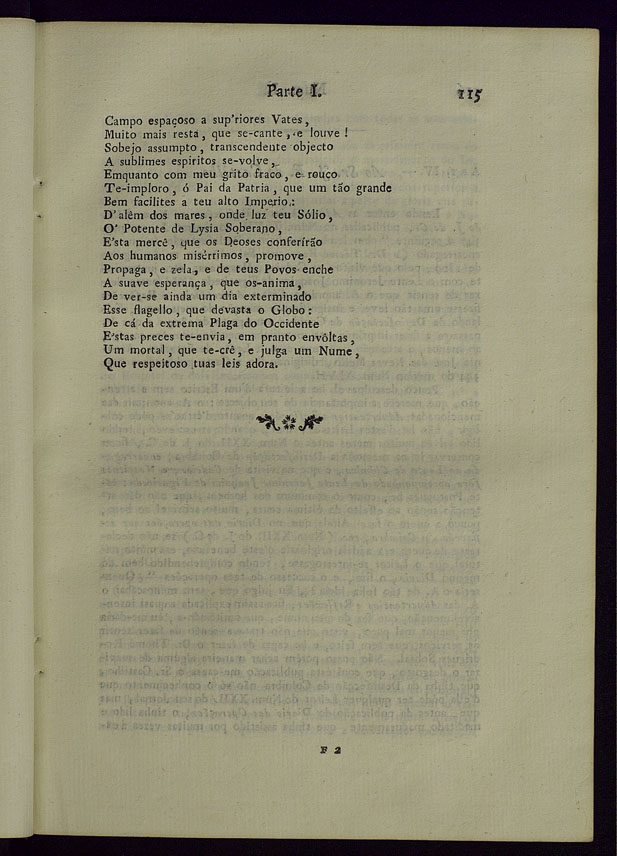 Parte I. 115
Campo espaçoso a sup'riores Vates,
Muito mais resta, que se-cante, e louve!
Sobejo assumpto, transcendente objecto
A sublimes espiritos se-volve,
Emquanto com meu grito fraco, e rouco
Te-imploro, ó Pai da Patria, que um tão grande
Bem facilites a teu alto Imperio:
D'alêm dos mares, onde luz teu Sólio,
O' Potente de Lysia Soberano,
E'sta mercê, que os Deoses conferírão
Aos humanos misérrimos, promove,
Propaga, e zela, e de teus Povos enche
A suave esperança, que os-anima,
De ver-se ainda um dia exterminado
Esse flagello, que devasta o Globo:
De cá da extrema Plaga do Occidente
E'stas preces te-envia, em pranto envôltas,
Um mortal, que te-crê, e julga um Nume,
Que respeitoso tuas leis adora.
F 2